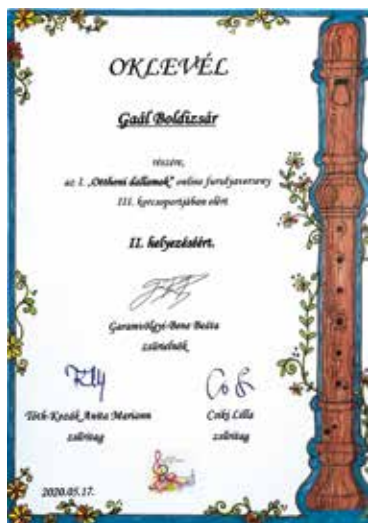 OKLEVÉL
Gaál Boldizsár
részére,
az I. „Otthoni dallamok” online furulyaverseny
III. korcsoportjában elért
II. helyezéséért.
Garamvölgyi-Bene Beáta
zsűrielnök
Tóth-Kozák Anita Mariann
zsűritag
Csiki Lilla
zsűritag
2020.05.17.